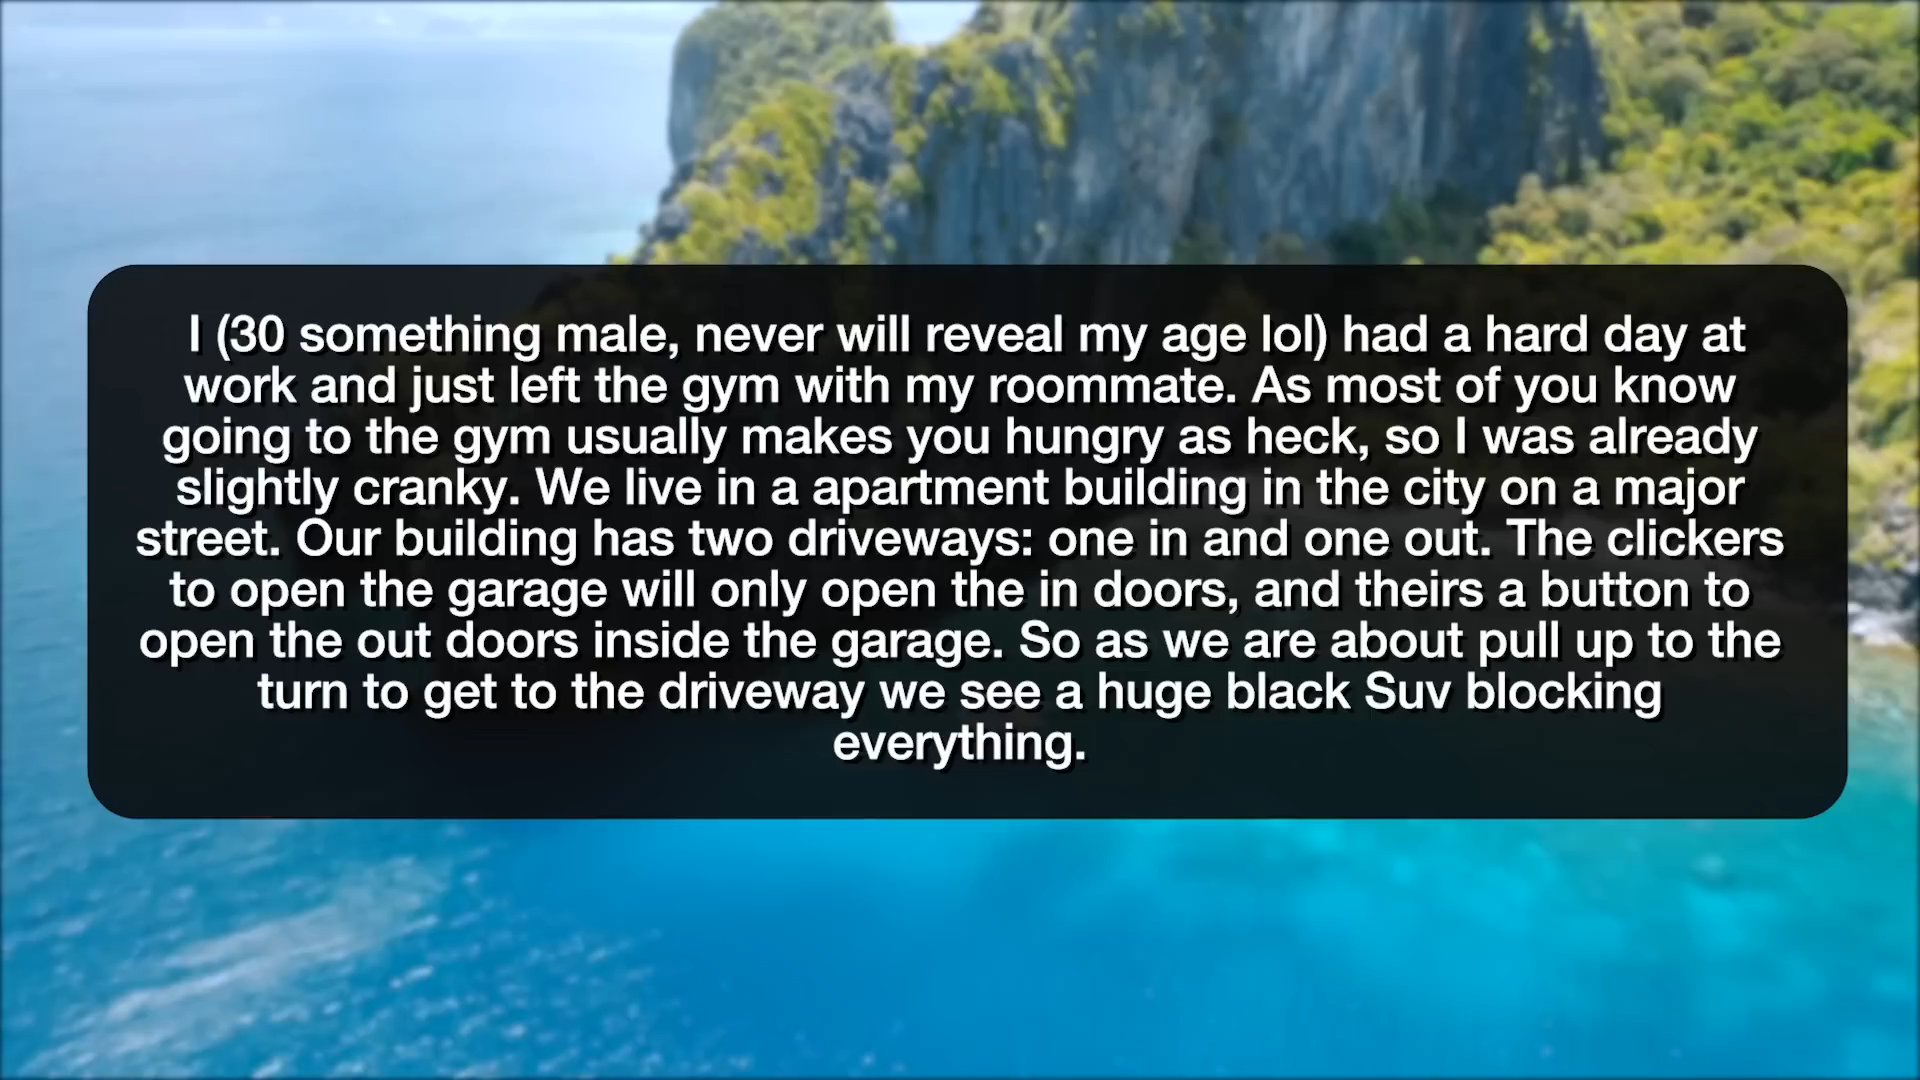 I (30 something male, never will reveal my age lol) had a hard day at
work and just left the gym with my roommate. As most of you know
going to the gym usually makes you hungry as heck, so I was already
slightly cranky. We live in a apartment building in the city on a major
street. Our building has two driveways: one in and one out. The clickers
to open the garage will only open the in doors, and theirs a button to
open the out doors inside the garage. So as we are about pull up to the
turn to get to the driveway we see a huge black Suv blocking
everything.